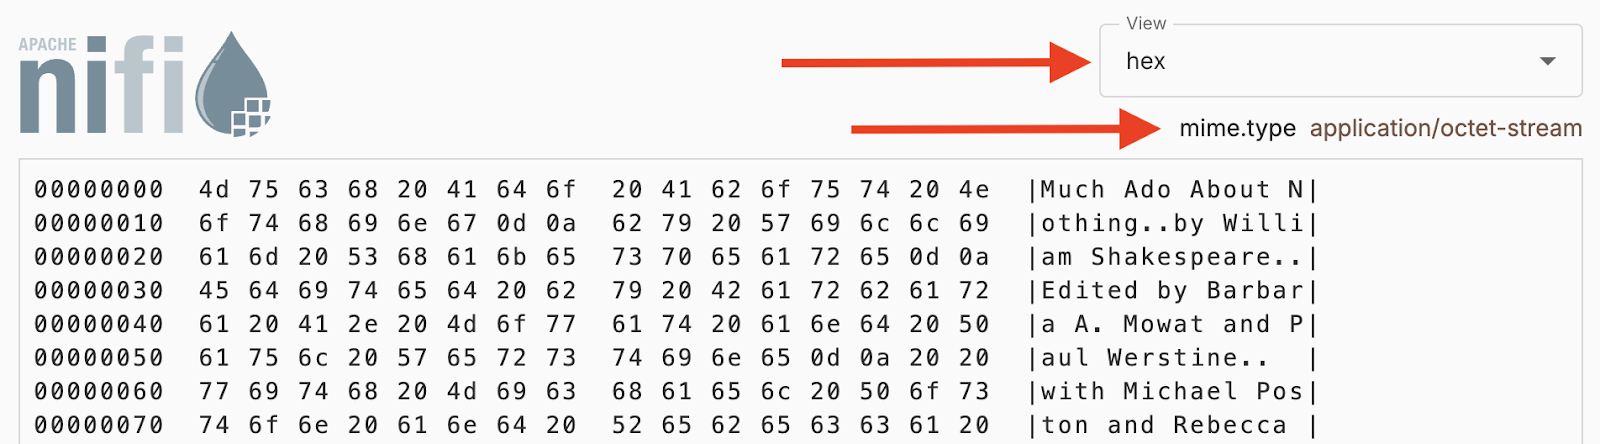 APACHE
nifi
View
hex
mime.type application/octet-stream
00000000 4d 75 63 68 20 41 64 6f 20 41 62 6f 75 74 20 4e |Much Ado About N|
00000010 6f 74 68 69 6e 67 0d 0a 62 79 20 57 69 6c 6c 69 |othing..by Willi|
00000020 61 6d 20 53 68 61 6b 65 73 70 65 61 72 65 0d 0a |am Shakespeare..|
00000030 45 64 69 74 65 64 20 62 79 20 42 61 72 62 61 72 |Edited by Barbar|
00000040 61 20 41 2e 20 4d 6f 77 61 74 20 61 6e 64 20 50 |a A. Mowat and P|
00000050 61 75 6c 20 57 65 72 73 74 69 6e 65 0d 0a 20 20 |aul Werstine..  |
00000060 77 69 74 68 20 4d 69 63 68 61 65 6c 20 50 6f 73 |with Michael Pos|
00000070 74 6f 6e 20 61 6e 64 20 52 65 62 65 63 63 61 20 |ton and Rebecca |